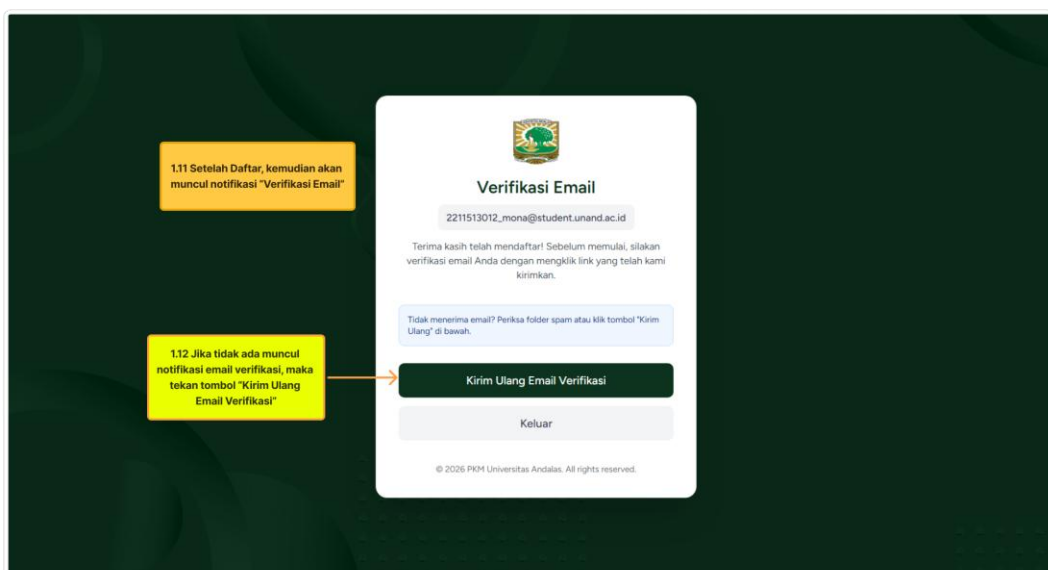 1.11 Setelah Daftar, kemudian akan
muncul notifikasi "Verifikasi Email"
Verifikasi Email
2211513012_mona@student.unand.ac.id
Terima kasih telah mendaftar! Sebelum memulai, silakan
verifikasi email Anda dengan mengklik link yang telah kami
kirimkan.
Tidak menerima email? Periksa folder spam atau klik tombol "Kirim
Ulang" di bawah.
1.12 Jika tidak ada muncul
notifikasi email verifikasi, maka
tekan tombol "Kirim Ulang
Email Verifikasi"
Kirim Ulang Email Verifikasi
Keluar
© 2026 PKM Universitas Andalas. All rights reserved.